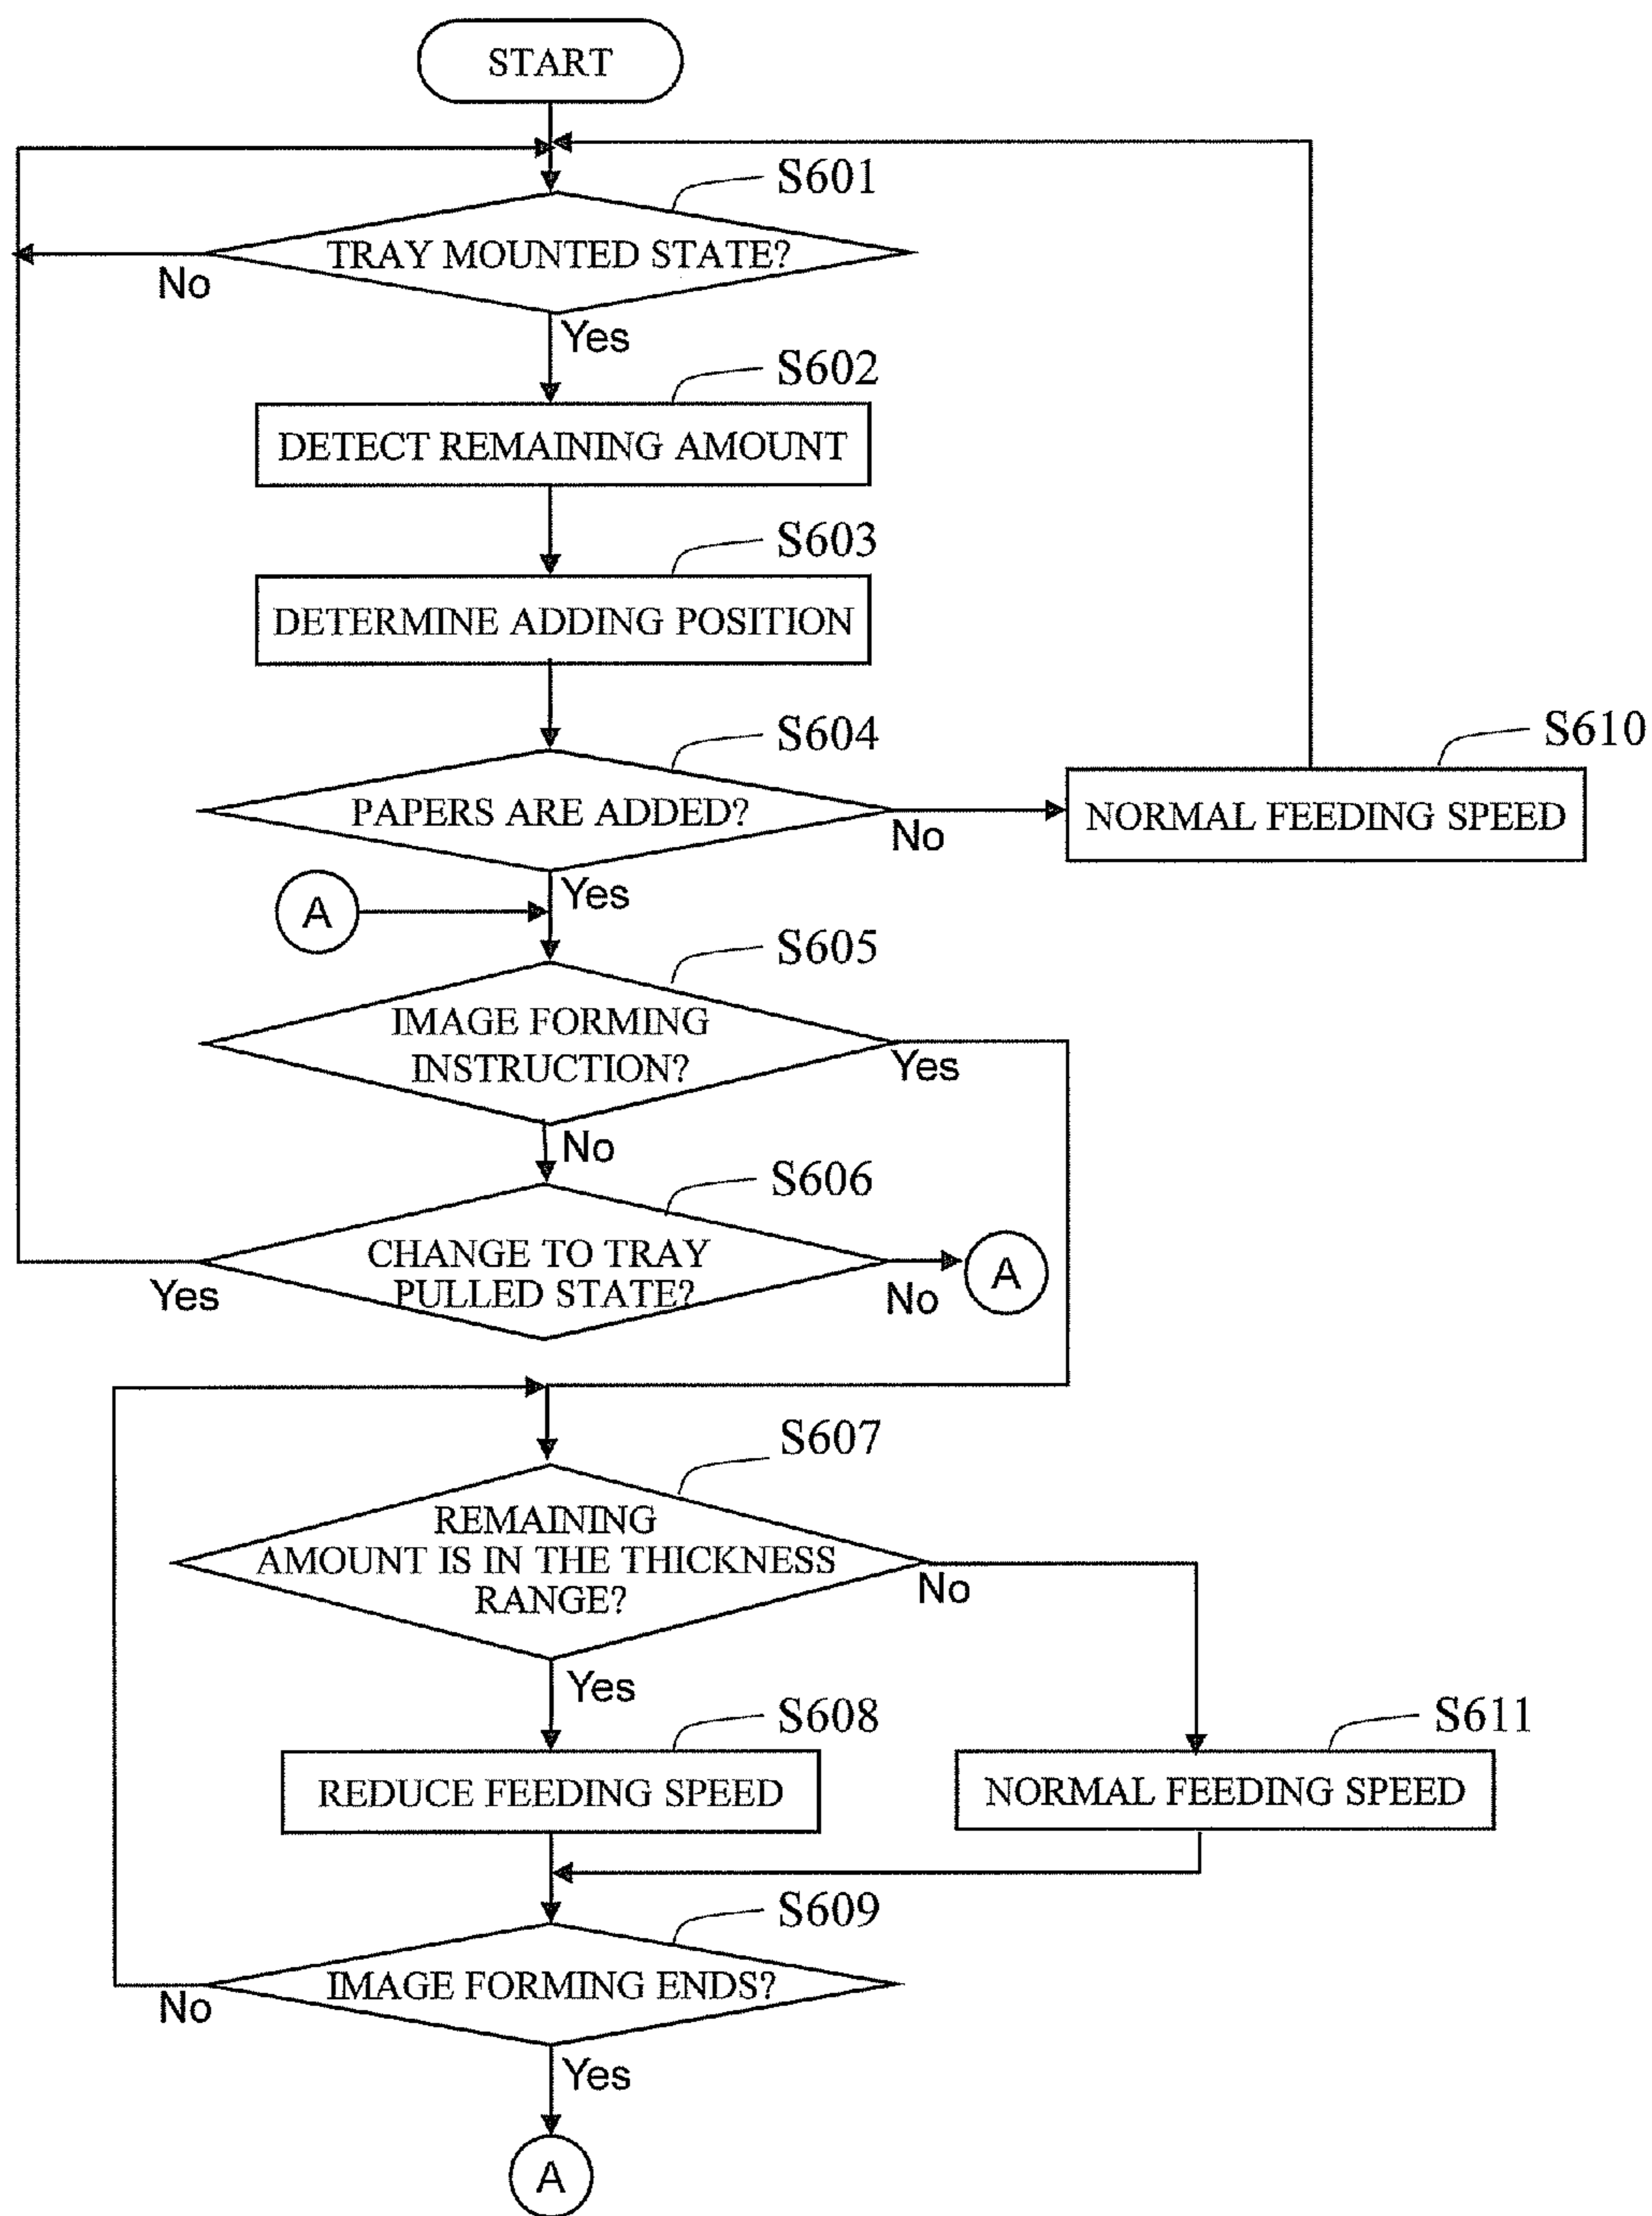 START
S601
TRAY MOUNTED STATE?
No
Yes
S602
DETECT REMAINING AMOUNT
S603
DETERMINE ADDING POSITION
S604
S610
PAPERS ARE ADDED?
No
NORMAL FEEDING SPEED
Yes
A
S605
IMAGE FORMING
INSTRUCTION?
Yes
No
S606
CHANGE TO TRAY
PULLED STATE?
Yes
No
A
S607
REMAINING
AMOUNT IS IN THE THICKNESS
RANGE?
No
Yes
S608
S611
REDUCE FEEDING SPEED
NORMAL FEEDING SPEED
S609
IMAGE FORMING ENDS?
No
Yes
A